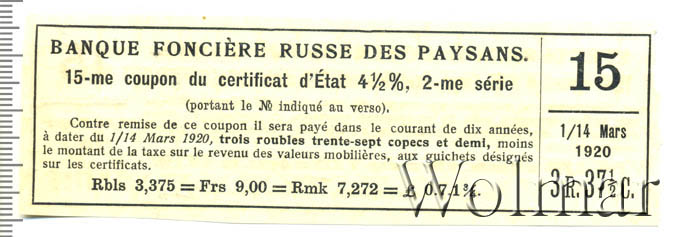 BANQUE FONCIÈRE RUSSE DES PAYSANS.
15-me coupon du certificat d'État 4½%, 2-me série
(portant le № indiqué au verso).
Contre remise de ce coupon il sera payé dans le courant de dix années,
à dater du 1/14 Mars 1920, trois roubles trente-sept copecs et demi, moins
le montant de la taxe sur le revenu des valeurs mobilières, aux guichets désignés
sur les certificats.
Rbls 3,375 = Frs 9,00 = Rmk 7,272 = £ 0.7.1¾.
15
1/14 Mars
1920
3 R. 37½ C.
Wolmar